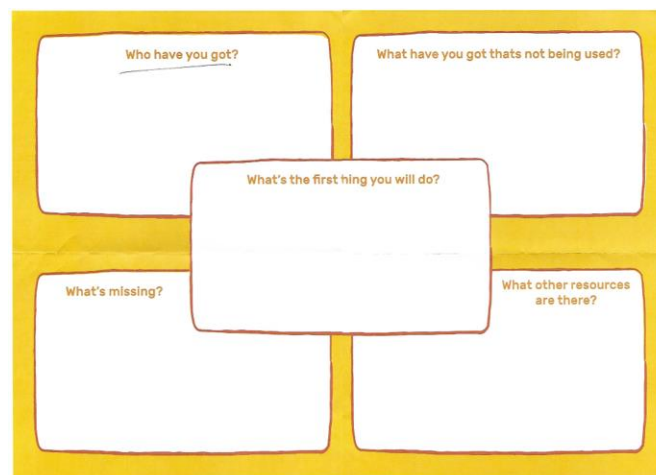 Who have you got?
What have you got thats not being used?
What's the first hing you will do?
What's missing?
What other resources
are there?